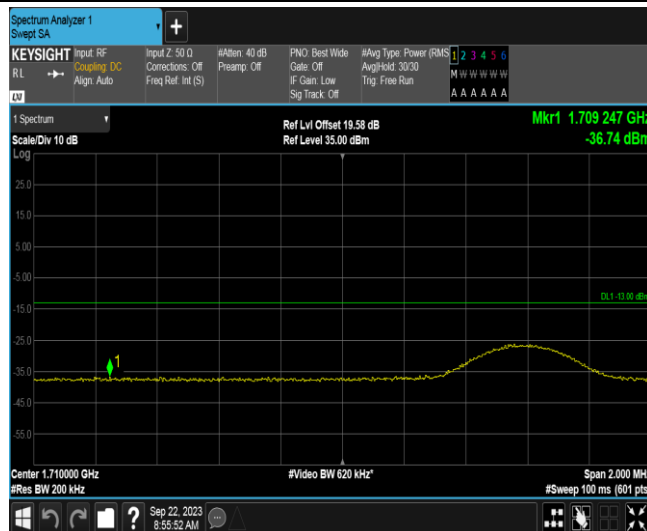 Spectrum Analyzer 1
Swept SA
+
KEYSIGHT Input: RF Input Z: 50 Ω #Atten: 40 dB PNO: Best Wide #Avg Type: Power (RMS 1 2 3 4 5 6
RL Coupling: DC Corrections: Off Preamp: Off Gate: Off Avg|Hold: 30/30 M W W W W W
Align: Auto Freq Ref: Int (S) IF Gain: Low Trig: Free Run
Sig Track: Off A A A A A A
LXI
1 Spectrum Ref Lvl Offset 19.58 dB Mkr1 1.709 247 GHz
Scale/Div 10 dB Ref Level 35.00 dBm -36.74 dBm
Log
25.0
15.0
5.00
-5.00
DL1 -13.00 dBm
-15.0
-25.0
1
-35.0
-45.0
-55.0
Center 1.710000 GHz #Video BW 620 kHz* Span 2.000 MHz
#Res BW 200 kHz #Sweep 100 ms (601 pts
? Sep 22, 2023
8:55:52 AM